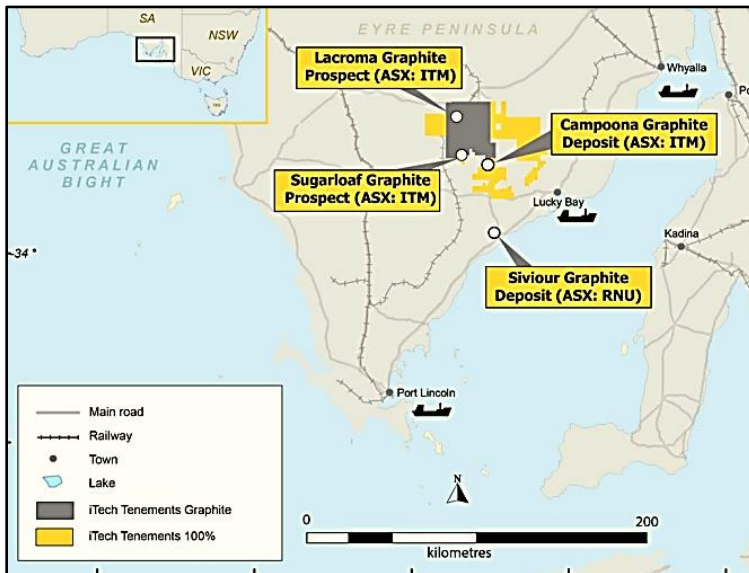 SA
NSW
VIC
TAS
EYRE PENINSULA
Lacroma Graphite
Prospect (ASX: ITM)
Whyalla
GREAT
AUSTRALIAN
BIGHT
Campoona Graphite
Deposit (ASX: ITM)
Sugarloaf Graphite
Prospect (ASX: ITM)
Lucky Bay
34°
Kadina
Siviour Graphite
Deposit (ASX: RNU)
Port Lincoln
Main road
Railway
Town
Lake
iTech Tenements Graphite
iTech Tenements 100%
N
0
200
kilometres